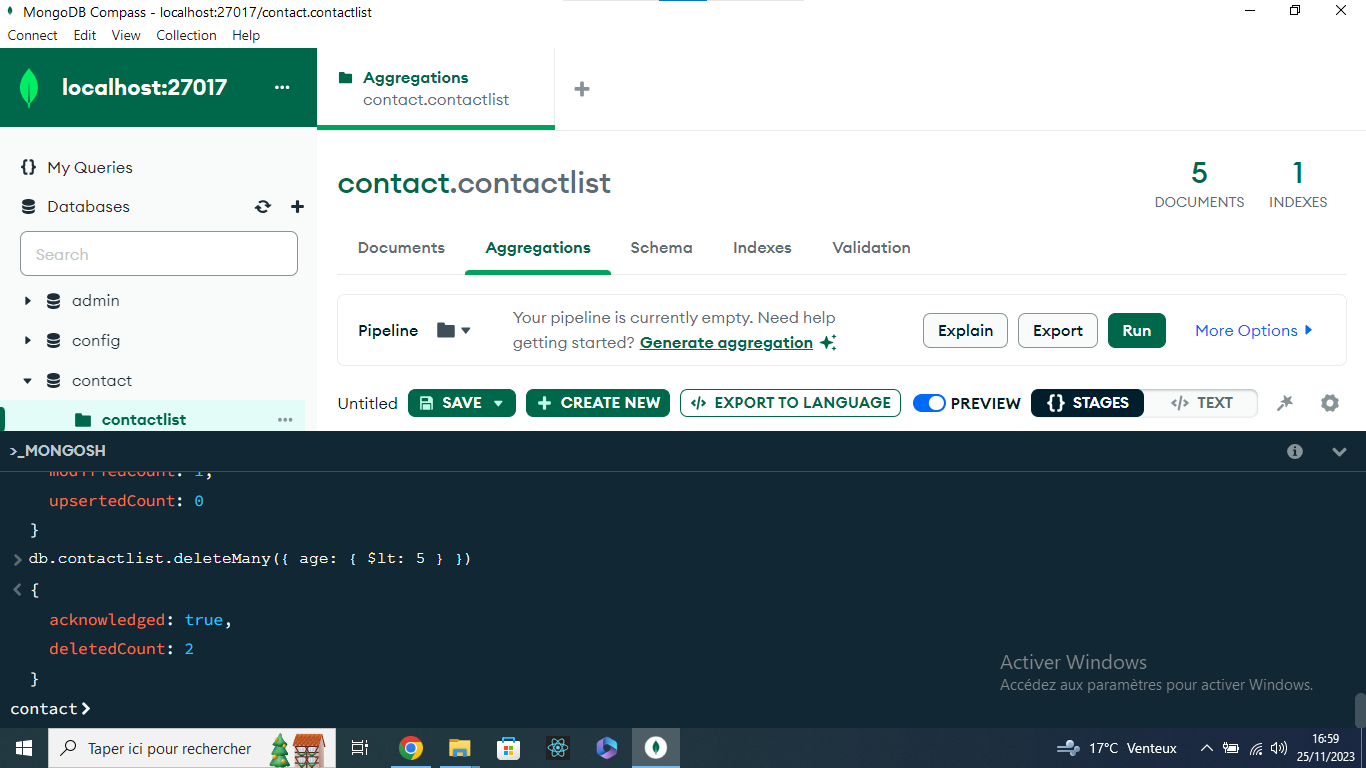 MongoDB Compass - localhost:27017/contact.contactlist
Connect Edit View Collection Help
localhost:27017 ...
Aggregations
contact.contactlist
My Queries
Databases
Search
admin
config
contact
contactlist ...
contact.contactlist
5
DOCUMENTS
1
INDEXES
Documents Aggregations Schema Indexes Validation
Pipeline
Your pipeline is currently empty. Need help
getting started? Generate aggregation
Explain Export Run More Options
Untitled SAVE CREATE NEW EXPORT TO LANGUAGE PREVIEW {} STAGES </> TEXT
>_MONGOSH
modifiedCount: 1,
upsertedCount: 0
}
> db.contactlist.deleteMany({ age: { $lt: 5 } })
< {
acknowledged: true,
deletedCount: 2
}
contact>
Activer Windows
Accédez aux paramètres pour activer Windows.
Taper ici pour rechercher
17°C Venteux
16:59
25/11/2023